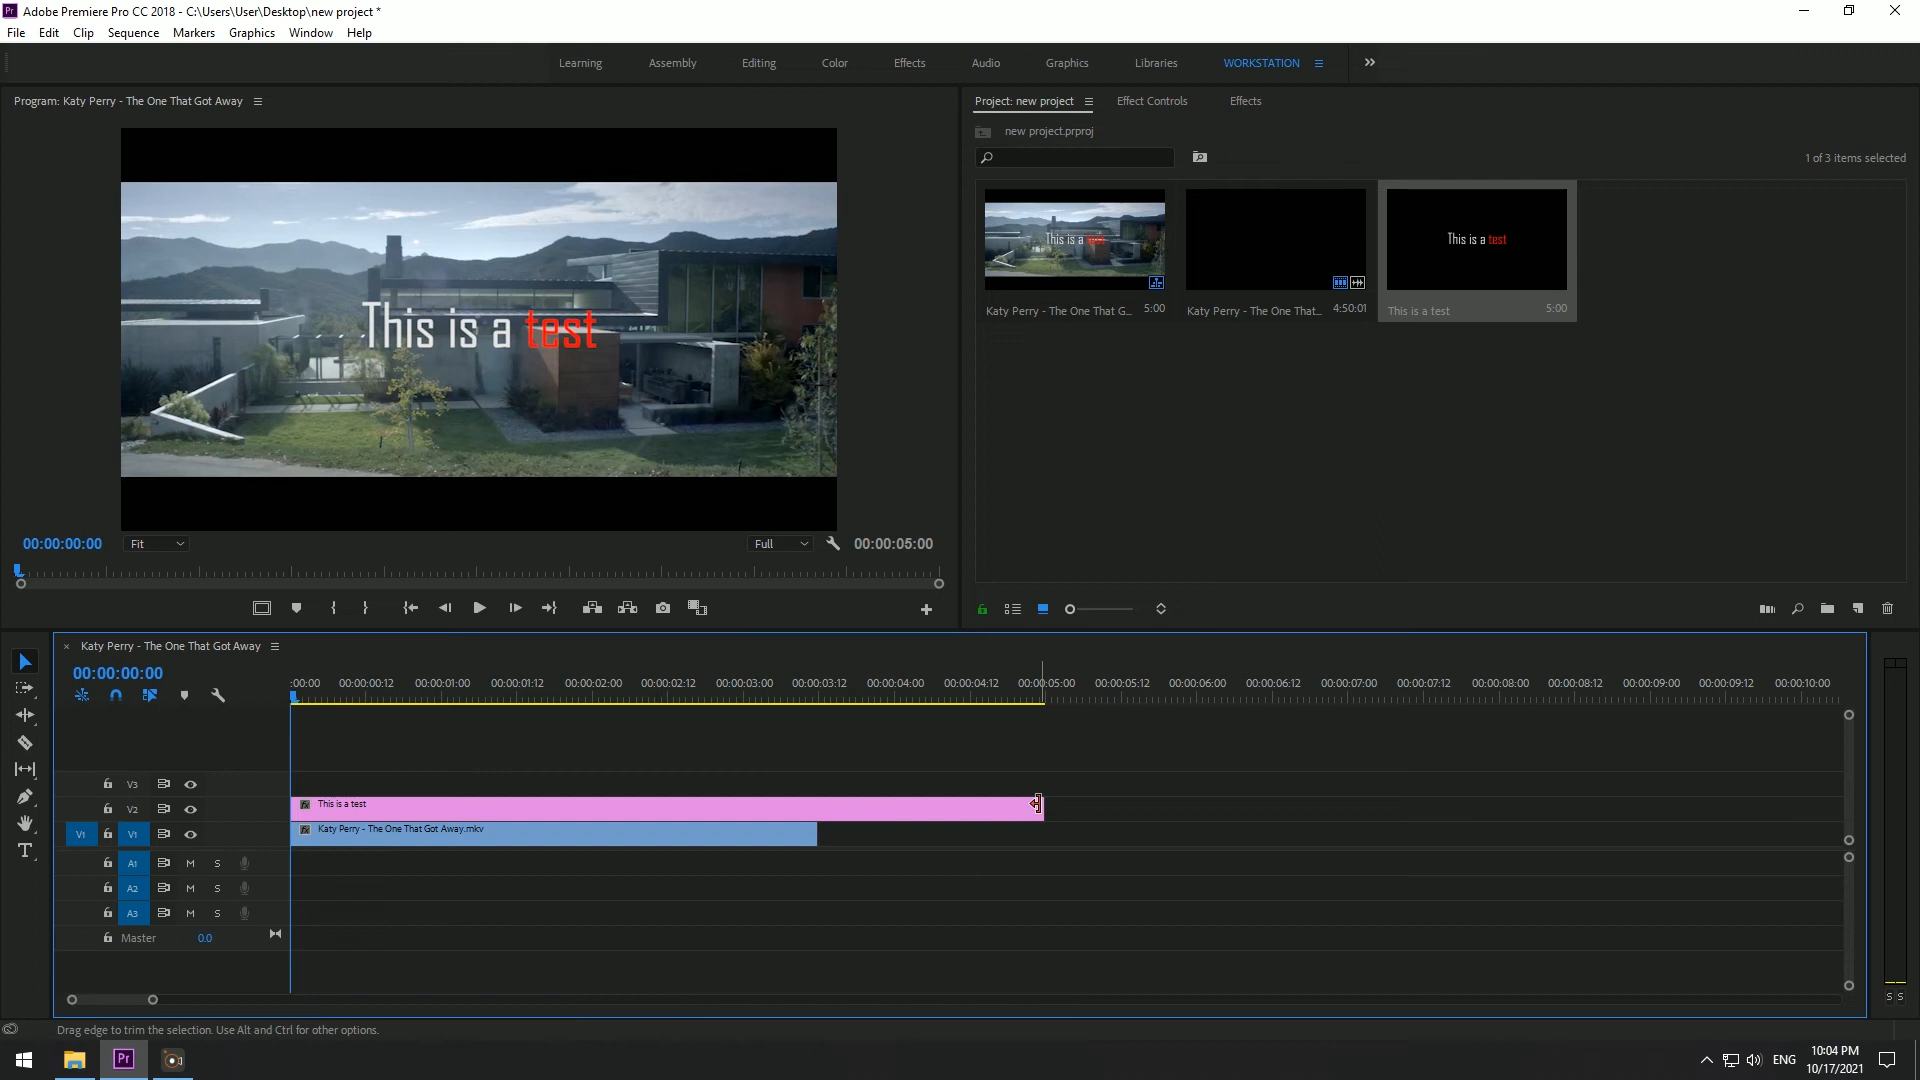 Adobe Premiere Pro CC 2018 - C:\Users\User\Desktop\new project *
File Edit Clip Sequence Markers Graphics Window Help
Learning Assembly Editing Color Effects Audio Graphics Libraries WORKSTATION
Program: Katy Perry - The One That Got Away
This is a test
00:00:00:00 Fit Full 00:00:05:00
Project: new project Effect Controls Effects
new project.prproj
1 of 3 items selected
This is a test
This is a test
Katy Perry - The One That G... 5:00 Katy Perry - The One That... 4:50:01 This is a test 5:00
Katy Perry - The One That Got Away
00:00:00:00
:00:00 00:00:00:12 00:00:01:00 00:00:01:12 00:00:02:00 00:00:02:12 00:00:03:00 00:00:03:12 00:00:04:00 00:00:04:12 00:00:05:00 00:00:05:12 00:00:06:00 00:00:06:12 00:00:07:00 00:00:07:12 00:00:08:00 00:00:08:12 00:00:09:00 00:00:09:12 00:00:10:00
V3
V2 This is a test
V1 V1 Katy Perry - The One That Got Away.mkv
A1 M S
A2 M S
A3 M S
Master 0.0
S S
Drag edge to trim the selection. Use Alt and Ctrl for other options.
Pr ENG 10:04 PM
10/17/2021